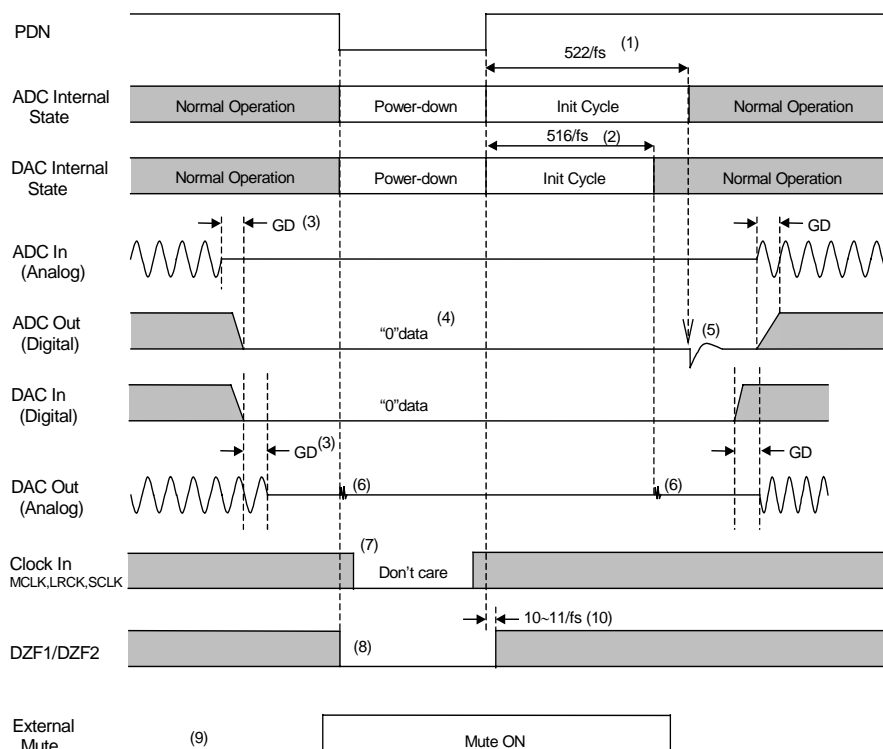 PDN
522/fs (1)
ADC Internal
State
Normal Operation Power-down Init Cycle Normal Operation
516/fs (2)
DAC Internal
State
Normal Operation Power-down Init Cycle Normal Operation
GD (3) GD
ADC In
(Analog)
ADC Out
(Digital)
“0”data (4) (5)
DAC In
(Digital)
“0”data
GD (3) GD
DAC Out
(Analog)
(6) (6)
Clock In
MCLK,LRCK,SCLK
(7) Don’t care
10~11/fs (10)
DZF1/DZF2 (8)
External
Mute
(9) Mute ON